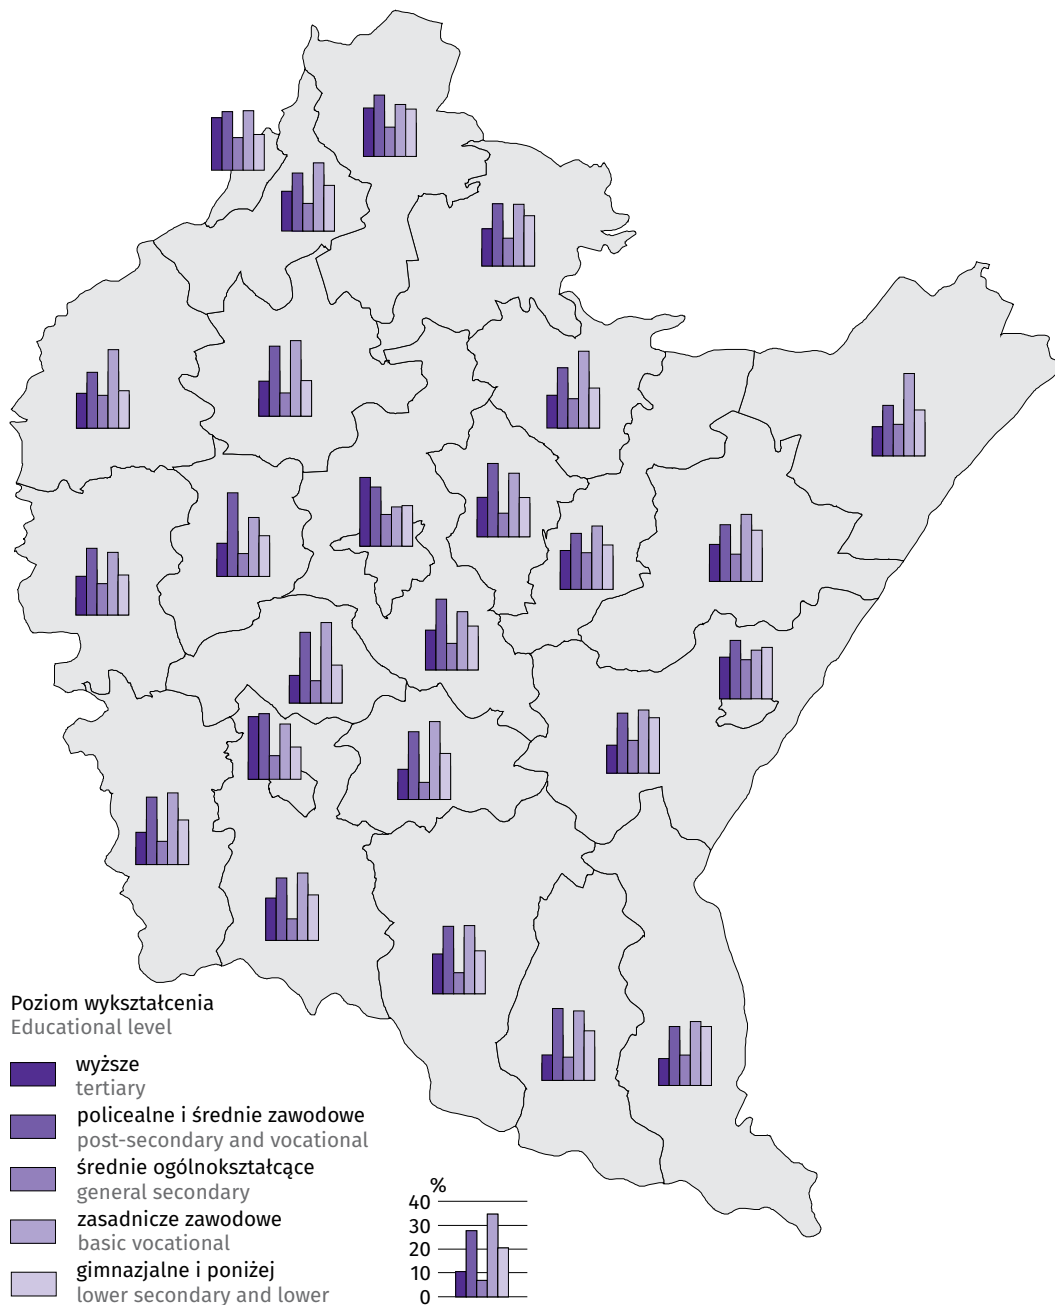 Poziom wykształcenia
Educational level
wyższe
tertiary
policealne i średnie zawodowe
post-secondary and vocational
średnie ogólnokształcące
general secondary
zasadnicze zawodowe
basic vocational
gimnazjalne i poniżej
lower secondary and lower
%
40
30
20
10
0